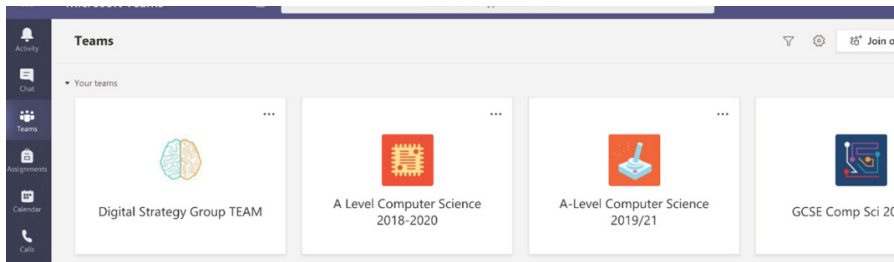 Microsoft Teams
Activity
Teams
Join o
Chat
Your teams
Teams
Assignments
Calendar
Calls
Digital Strategy Group TEAM
A Level Computer Science
2018-2020
A-Level Computer Science
2019/21
GCSE Comp Sci 20